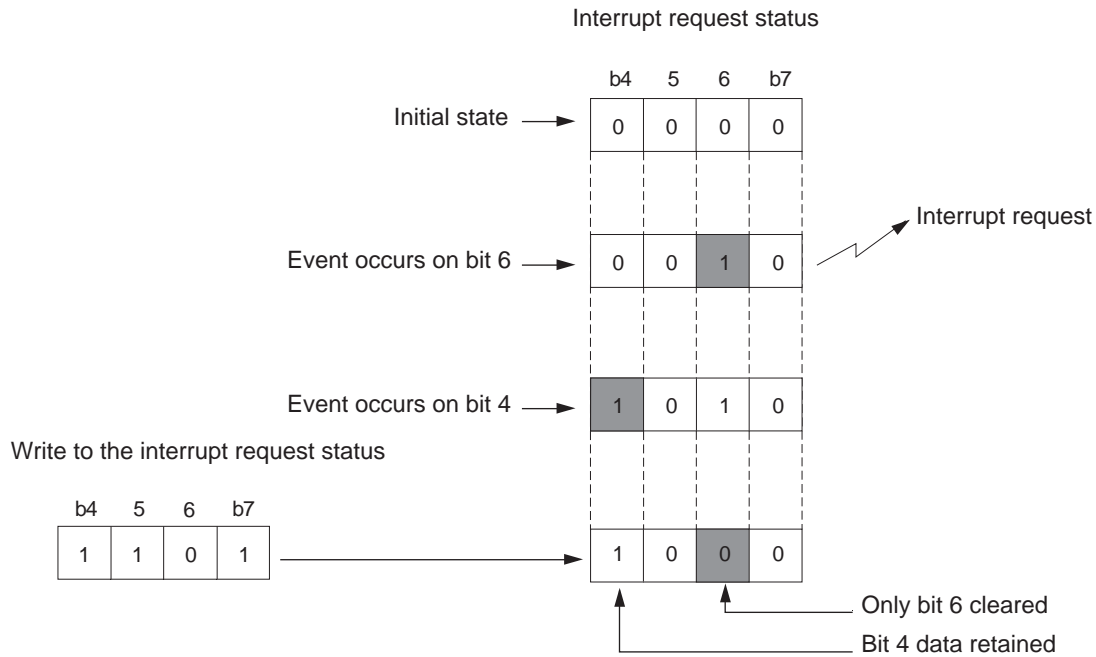 Interrupt request status
b4 5 6 b7
Initial state 0 0 0 0
Interrupt request
Event occurs on bit 6 0 0 1 0
Event occurs on bit 4 1 0 1 0
Write to the interrupt request status
b4 5 6 b7
1 1 0 1 1 0 0 0
Only bit 6 cleared
Bit 4 data retained